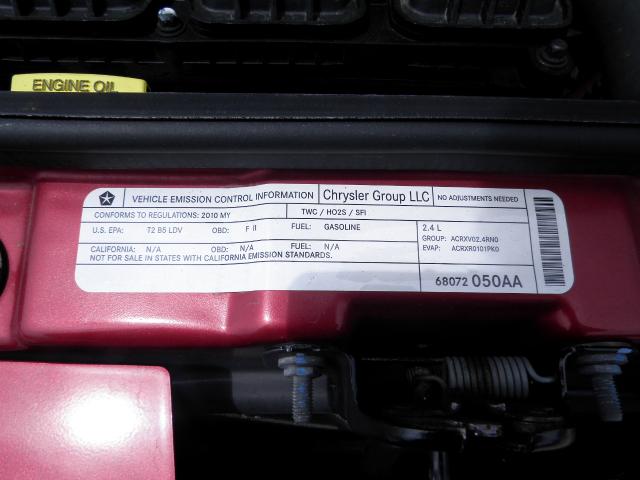 ENGINE OIL
VEHICLE EMISSION CONTROL INFORMATION Chrysler Group LLC NO ADJUSTMENTS NEEDED
CONFORMS TO REGULATIONS: 2010 MY TWC / HO2S / SFI
U.S. EPA: T2 B5 LDV OBD: F II FUEL: GASOLINE 2.4 L
GROUP: ACRXV02.4RN0
CALIFORNIA: N/A OBD: N/A FUEL: N/A EVAP: ACRXR0101PK0
NOT FOR SALE IN STATES WITH CALIFORNIA EMISSION STANDARDS.
68072 050AA